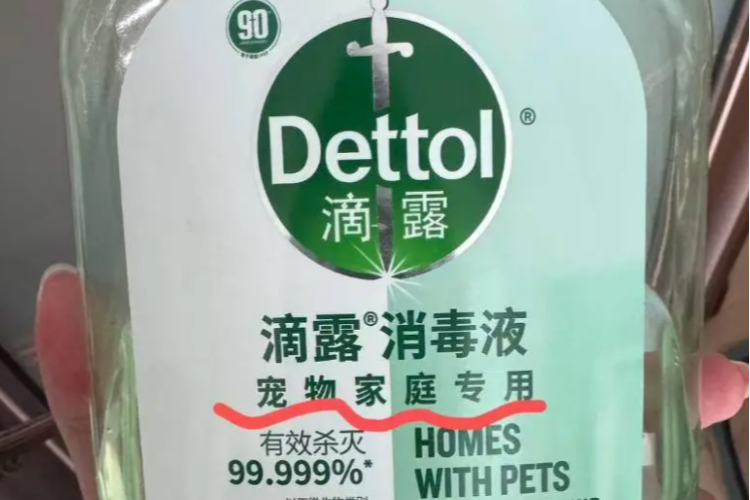 90
Dettol®
滴露
滴露®消毒液
宠物家庭专用
有效杀灭
99.999%*
HOMES
WITH PETS